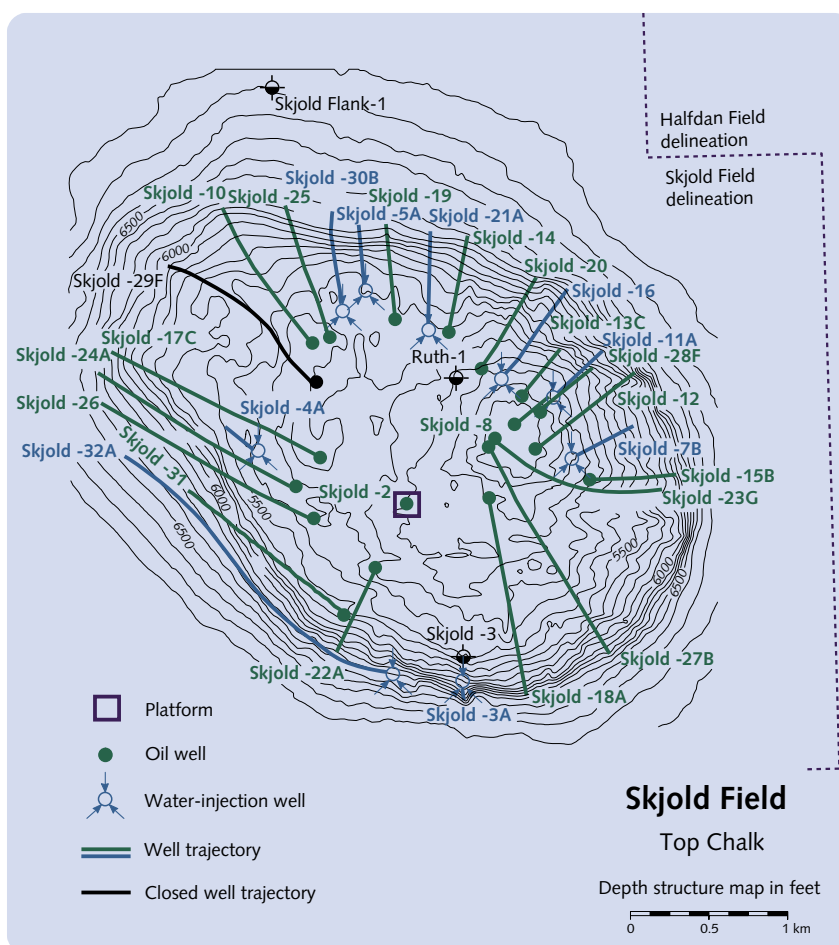 Skjold Flank-1
Halfdan Field
delineation
Skjold Field
delineation
Skjold -30B
Skjold -10
Skjold -25
Skjold -19
Skjold -5A
Skjold -21A
6500
Skjold -14
6000
Skjold -20
Skjold -29F
Skjold -16
Skjold -13C
Skjold -17C
Skjold -11A
Skjold -24A
Ruth-1
Skjold -28F
Skjold -26
Skjold -4A
Skjold -12
Skjold -8
Skjold -32A
Skjold -31
Skjold -7B
Skjold -15B
Skjold -2
Skjold -23G
6000
5500
6500
5500
6000
6500
Skjold -3
Skjold -22A
Skjold -27B
Skjold -18A
Skjold -3A
Platform
Oil well
Water-injection well
Well trajectory
Closed well trajectory
Skjold Field
Top Chalk
Depth structure map in feet
0 0.5 1 km